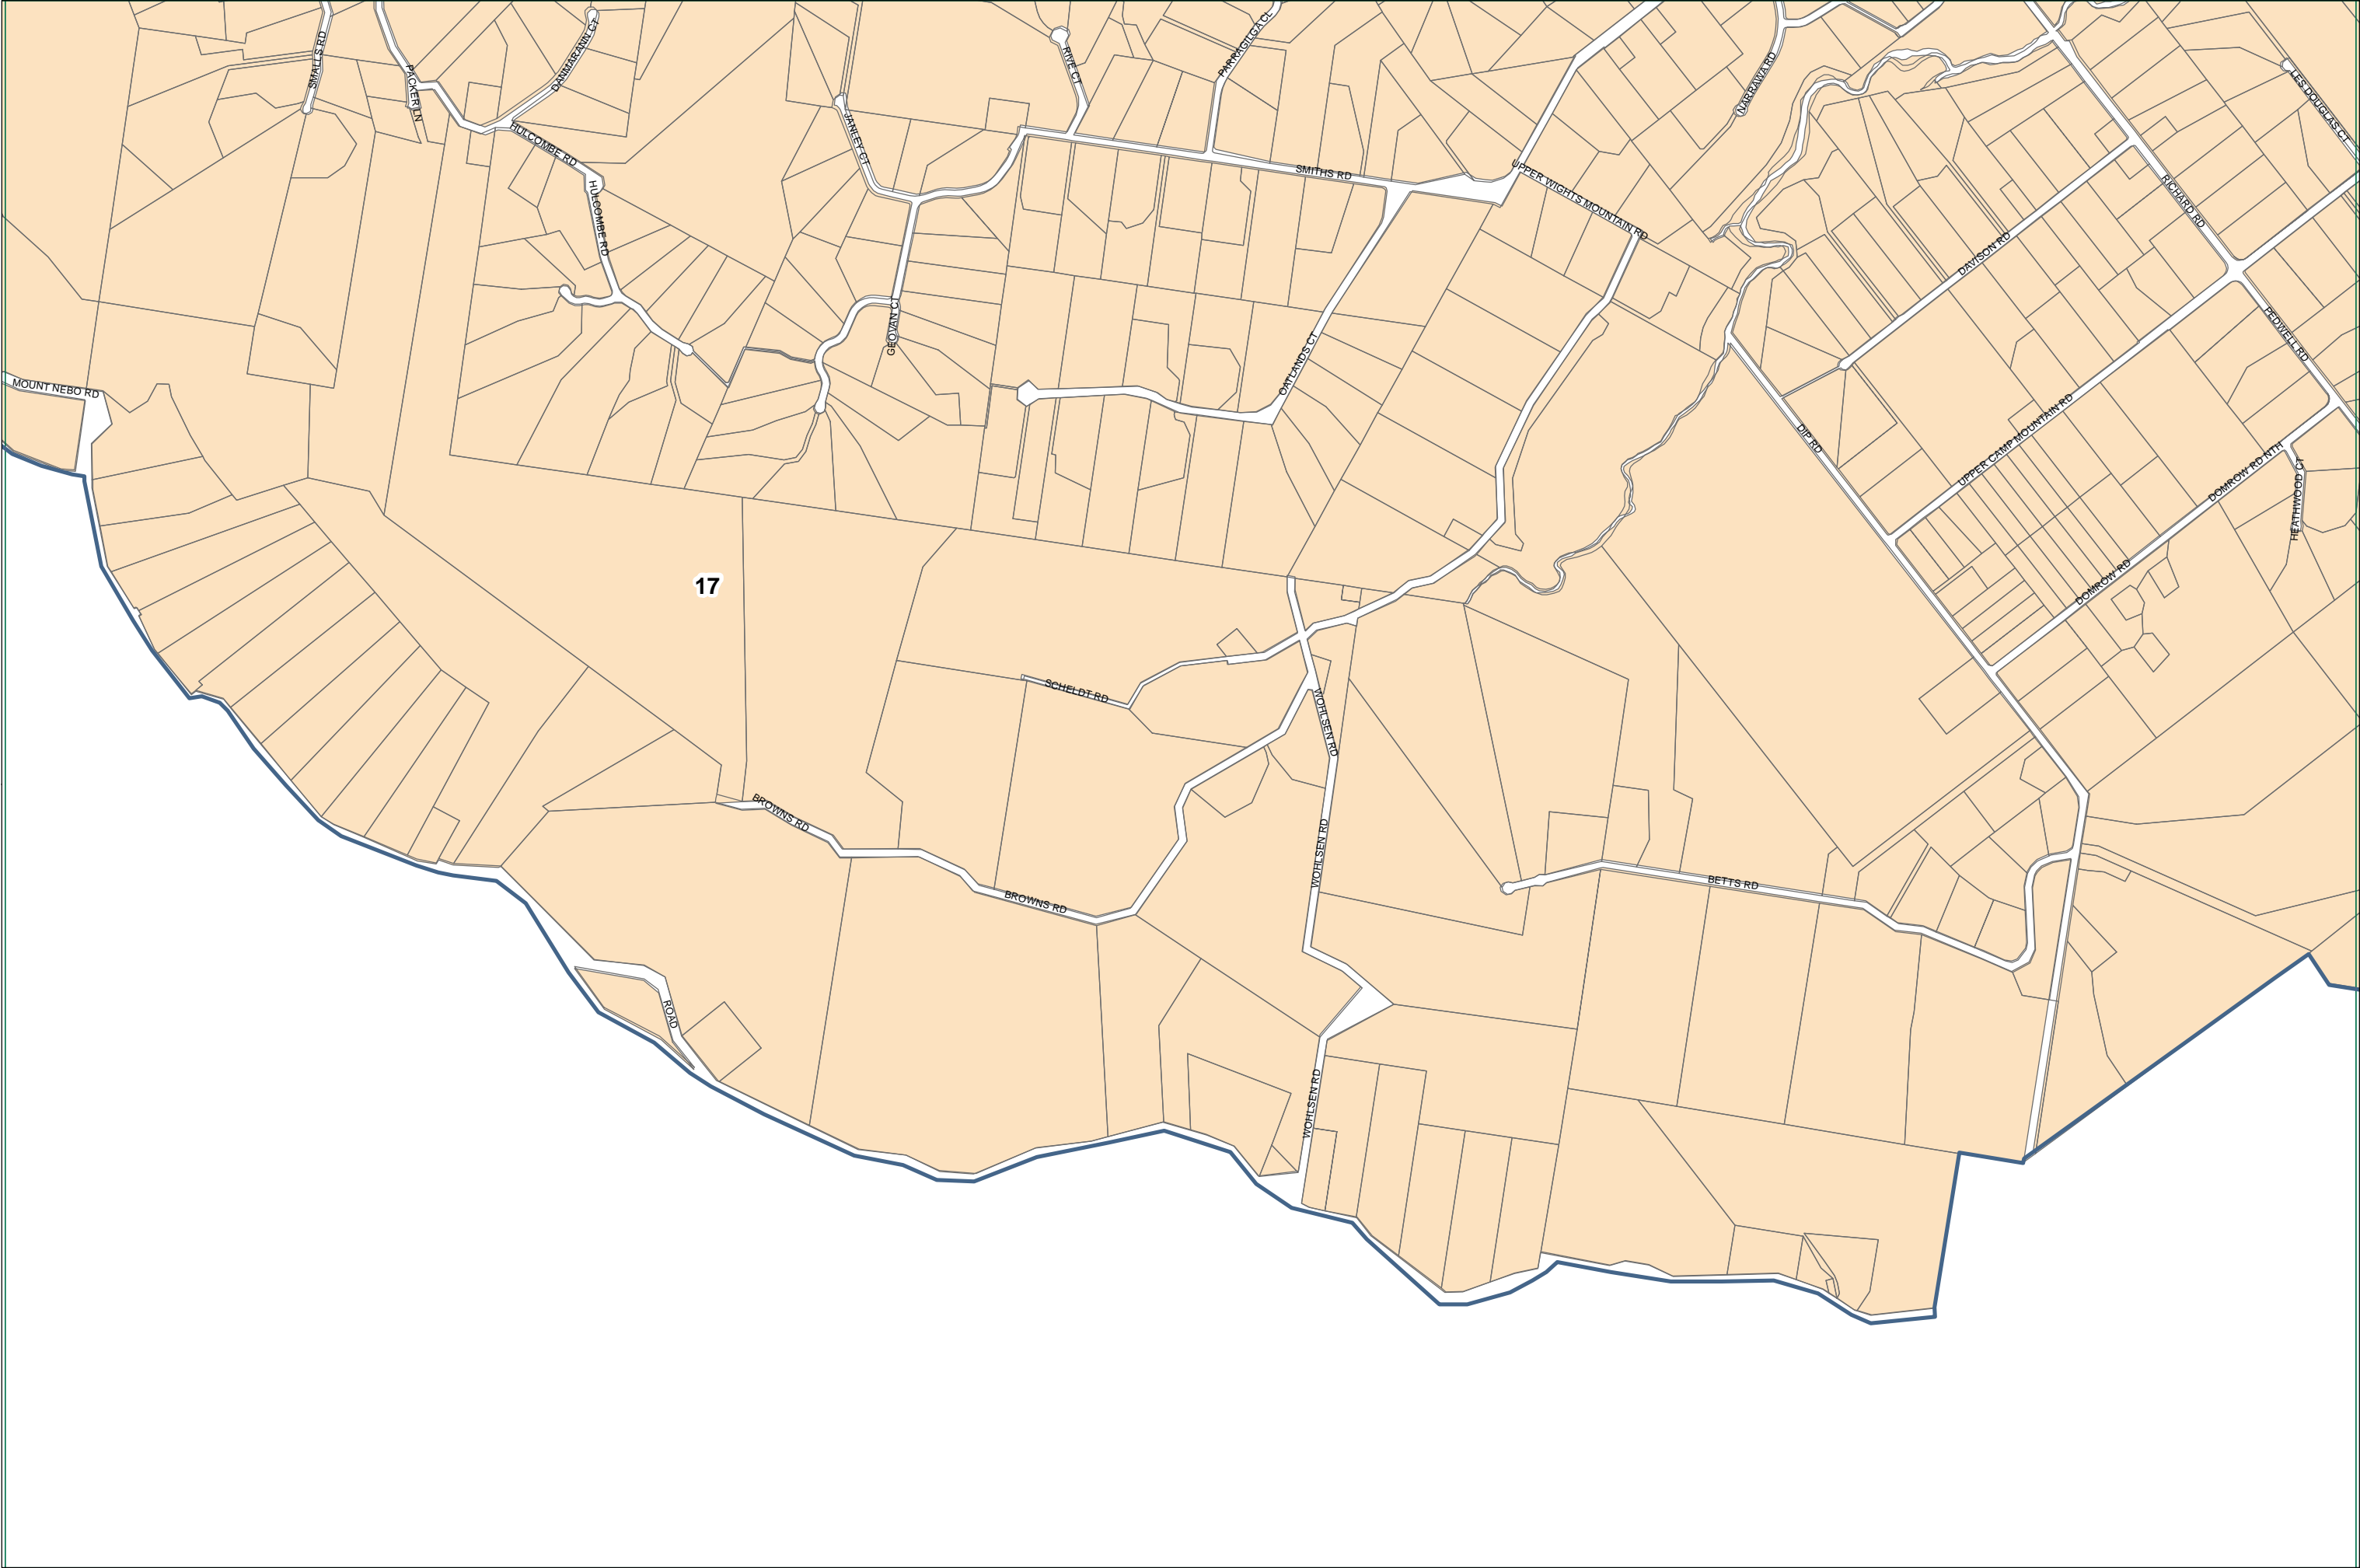 SMALLS RD
PACKER LN
DANMARANN CT
RIVE CT
PARRAGILGA CL
NARRAWA RD
LES DOUGLAS CT
HULCOMBE RD
JANLEY CT
SMITHS RD
UPPER WIGHTS MOUNTAIN RD
RICHARD RD
HULCOMBE RD
DAVISON RD
GEOVAN CT
OATLANDS CT
PEDWELL RD
MOUNT NEBO RD
DIP RD
UPPER CAMP MOUNTAIN RD
DOMROW RD NTH
HEATHWOOD CT
17
DOMROW RD
SCHELDT RD
WOHLSEN RD
BROWNS RD
WOHLSEN RD
BETTS RD
BROWNS RD
ROAD
WOHLSEN RD